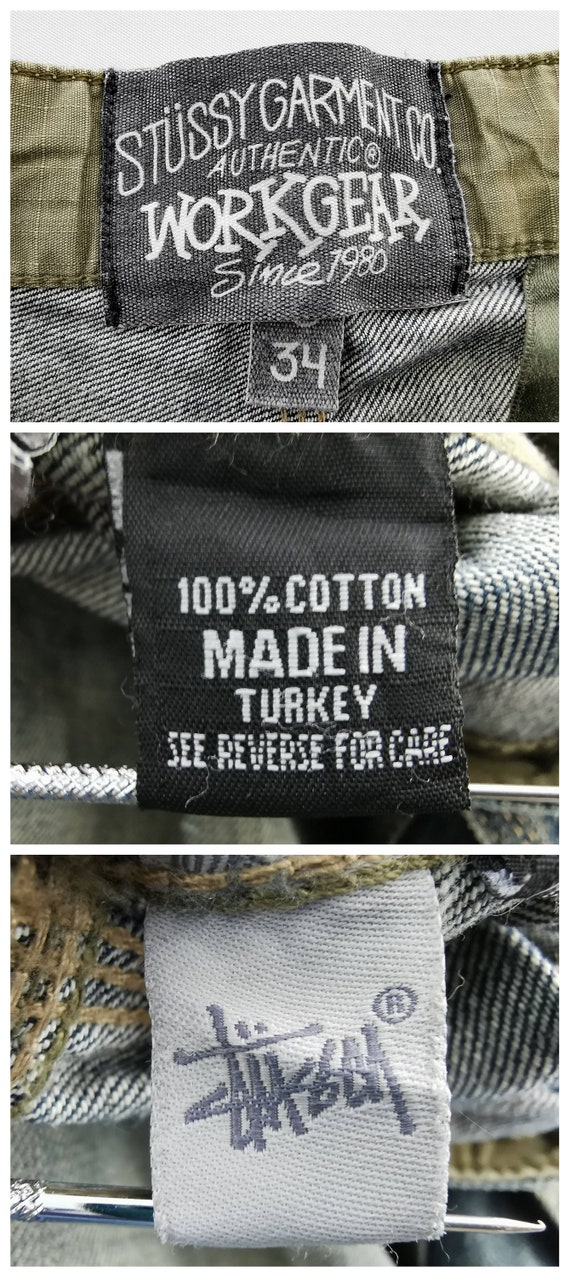 STÜSSY GARMENT CO.
AUTHENTIC®
WORKGEAR
Since 1980
34
100% COTTON
MADE IN
TURKEY
SEE REVERSE FOR CARE
Stüssy ®